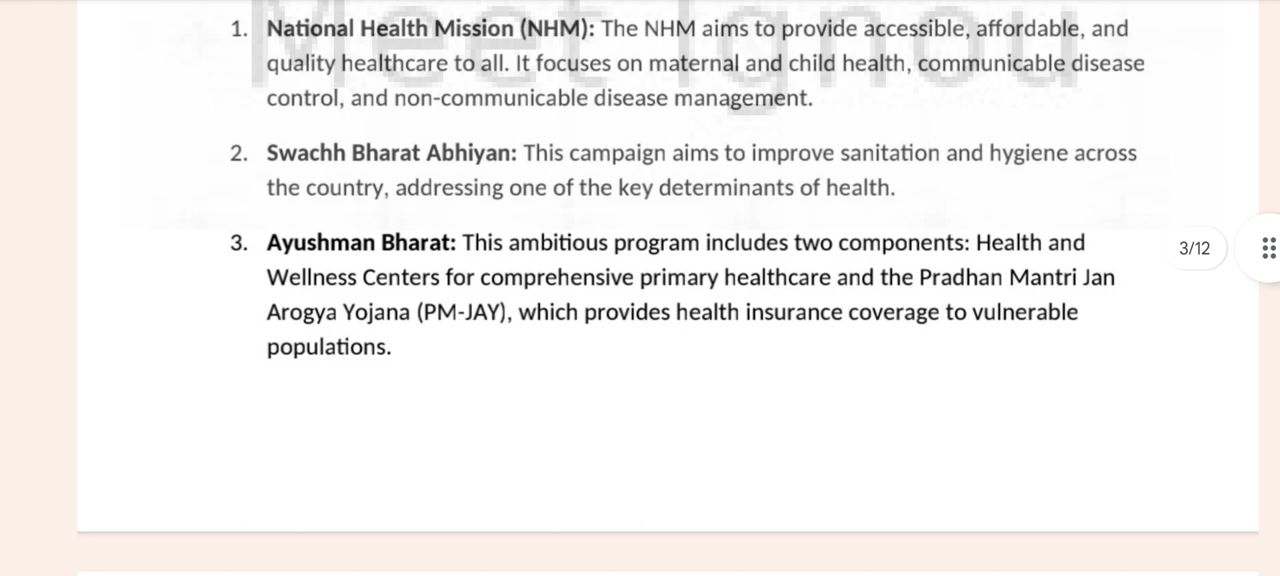 Meet Ignou
1. National Health Mission (NHM): The NHM aims to provide accessible, affordable, and
quality healthcare to all. It focuses on maternal and child health, communicable disease
control, and non-communicable disease management.
2. Swachh Bharat Abhiyan: This campaign aims to improve sanitation and hygiene across
the country, addressing one of the key determinants of health.
3. Ayushman Bharat: This ambitious program includes two components: Health and
Wellness Centers for comprehensive primary healthcare and the Pradhan Mantri Jan
Arogya Yojana (PM-JAY), which provides health insurance coverage to vulnerable
populations.
3/12